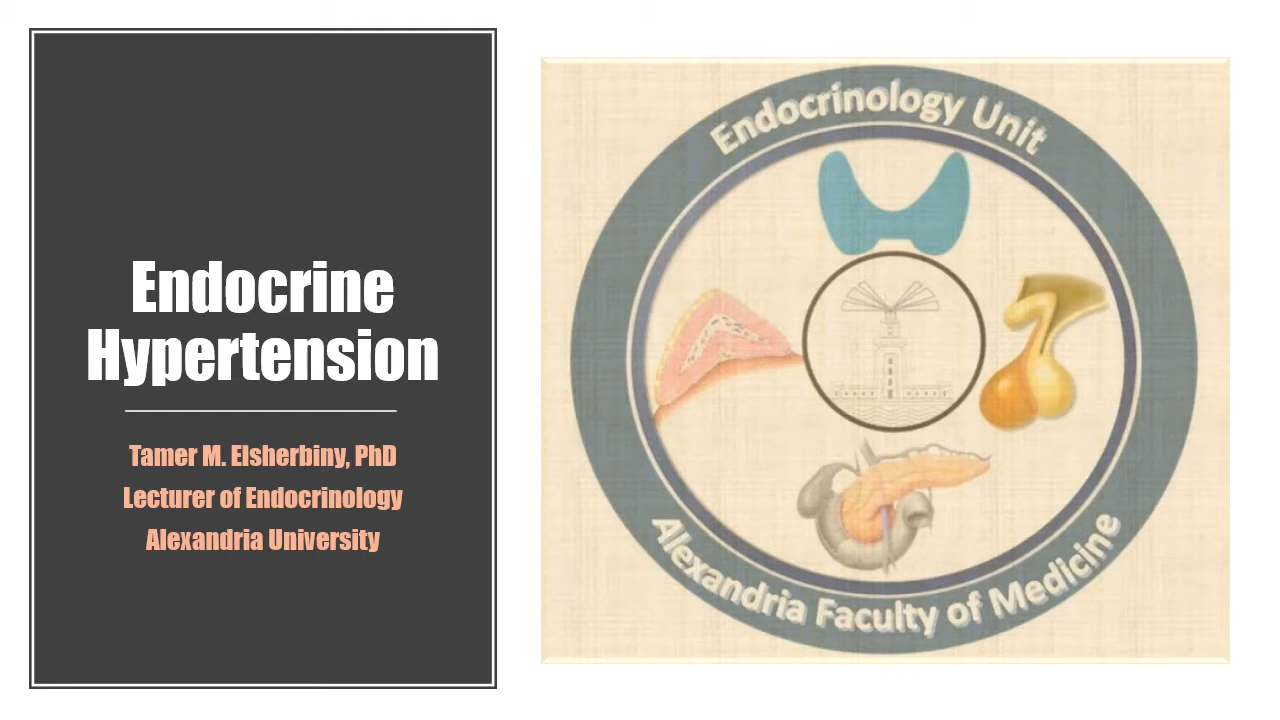 Endocrine
Hypertension
Tamer M. Elsherbiny, PhD
Lecturer of Endocrinology
Alexandria University
Endocrinology Unit
Alexandria Faculty of Medicine